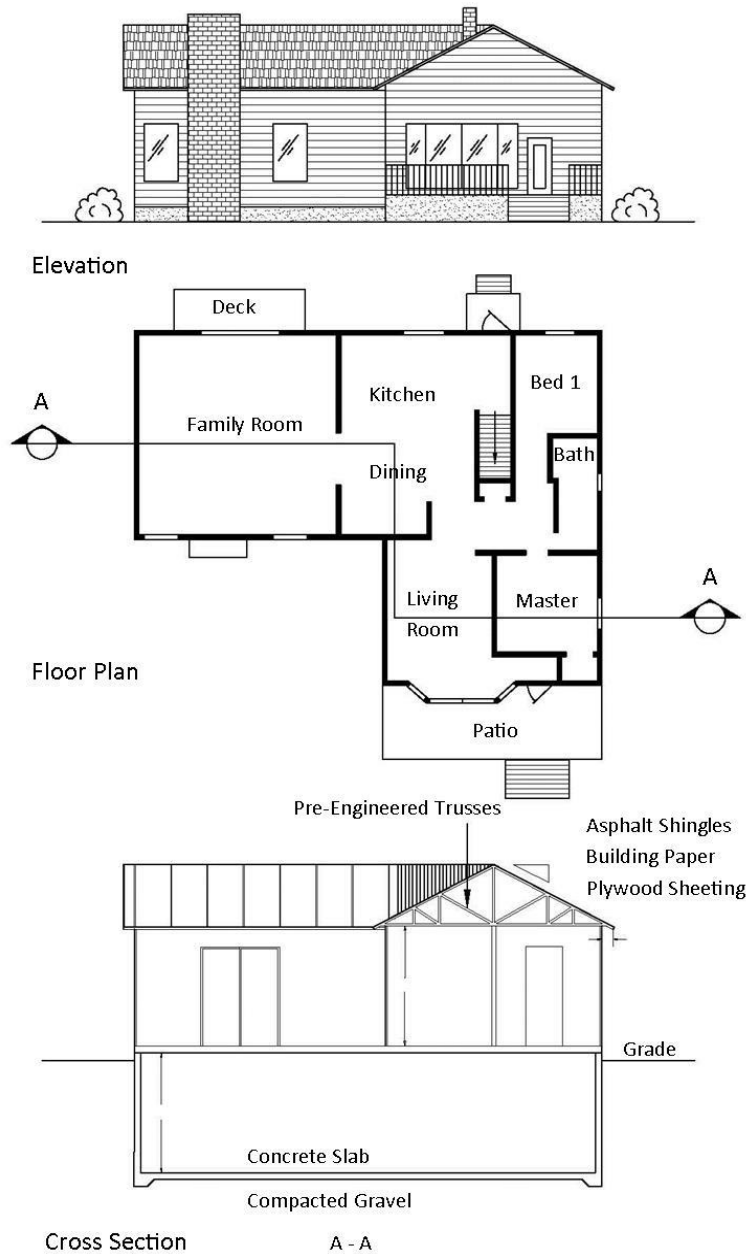 Elevation
Deck
Kitchen
Bed 1
A
Family Room
Bath
Dining
A
Living
Room
Master
Floor Plan
Patio
Pre-Engineered Trusses
Asphalt Shingles
Building Paper
Plywood Sheeting
Grade
Concrete Slab
Compacted Gravel
Cross Section
A - A